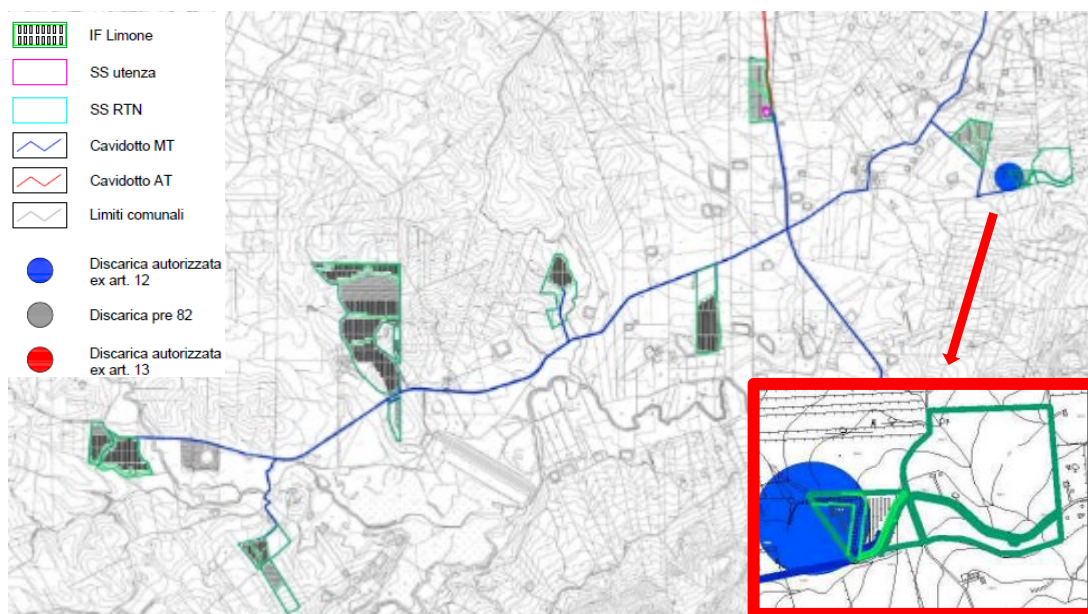 IF Limone
SS utenza
SS RTN
Cavidotto MT
Cavidotto AT
Limiti comunali
Discarica autorizzata
ex art. 12
Discarica pre 82
Discarica autorizzata
ex art. 13